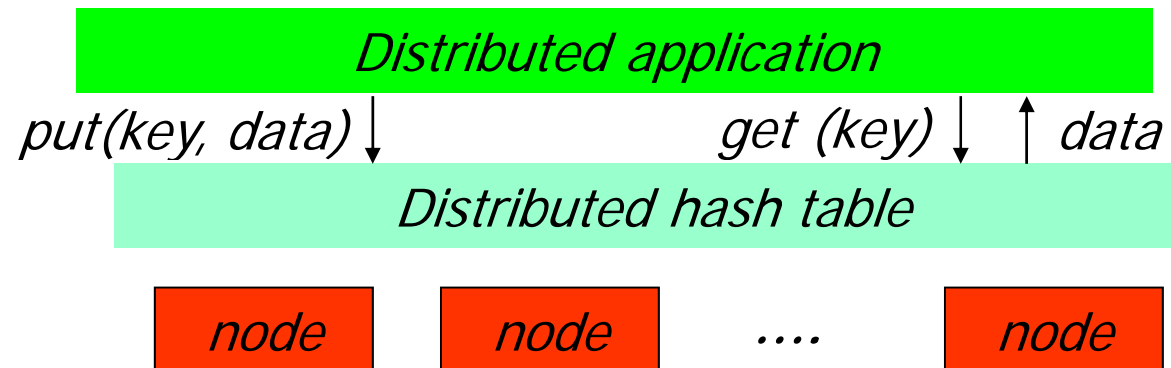 Distributed application
put(key, data) get (key) data
Distributed hash table
node node .... node